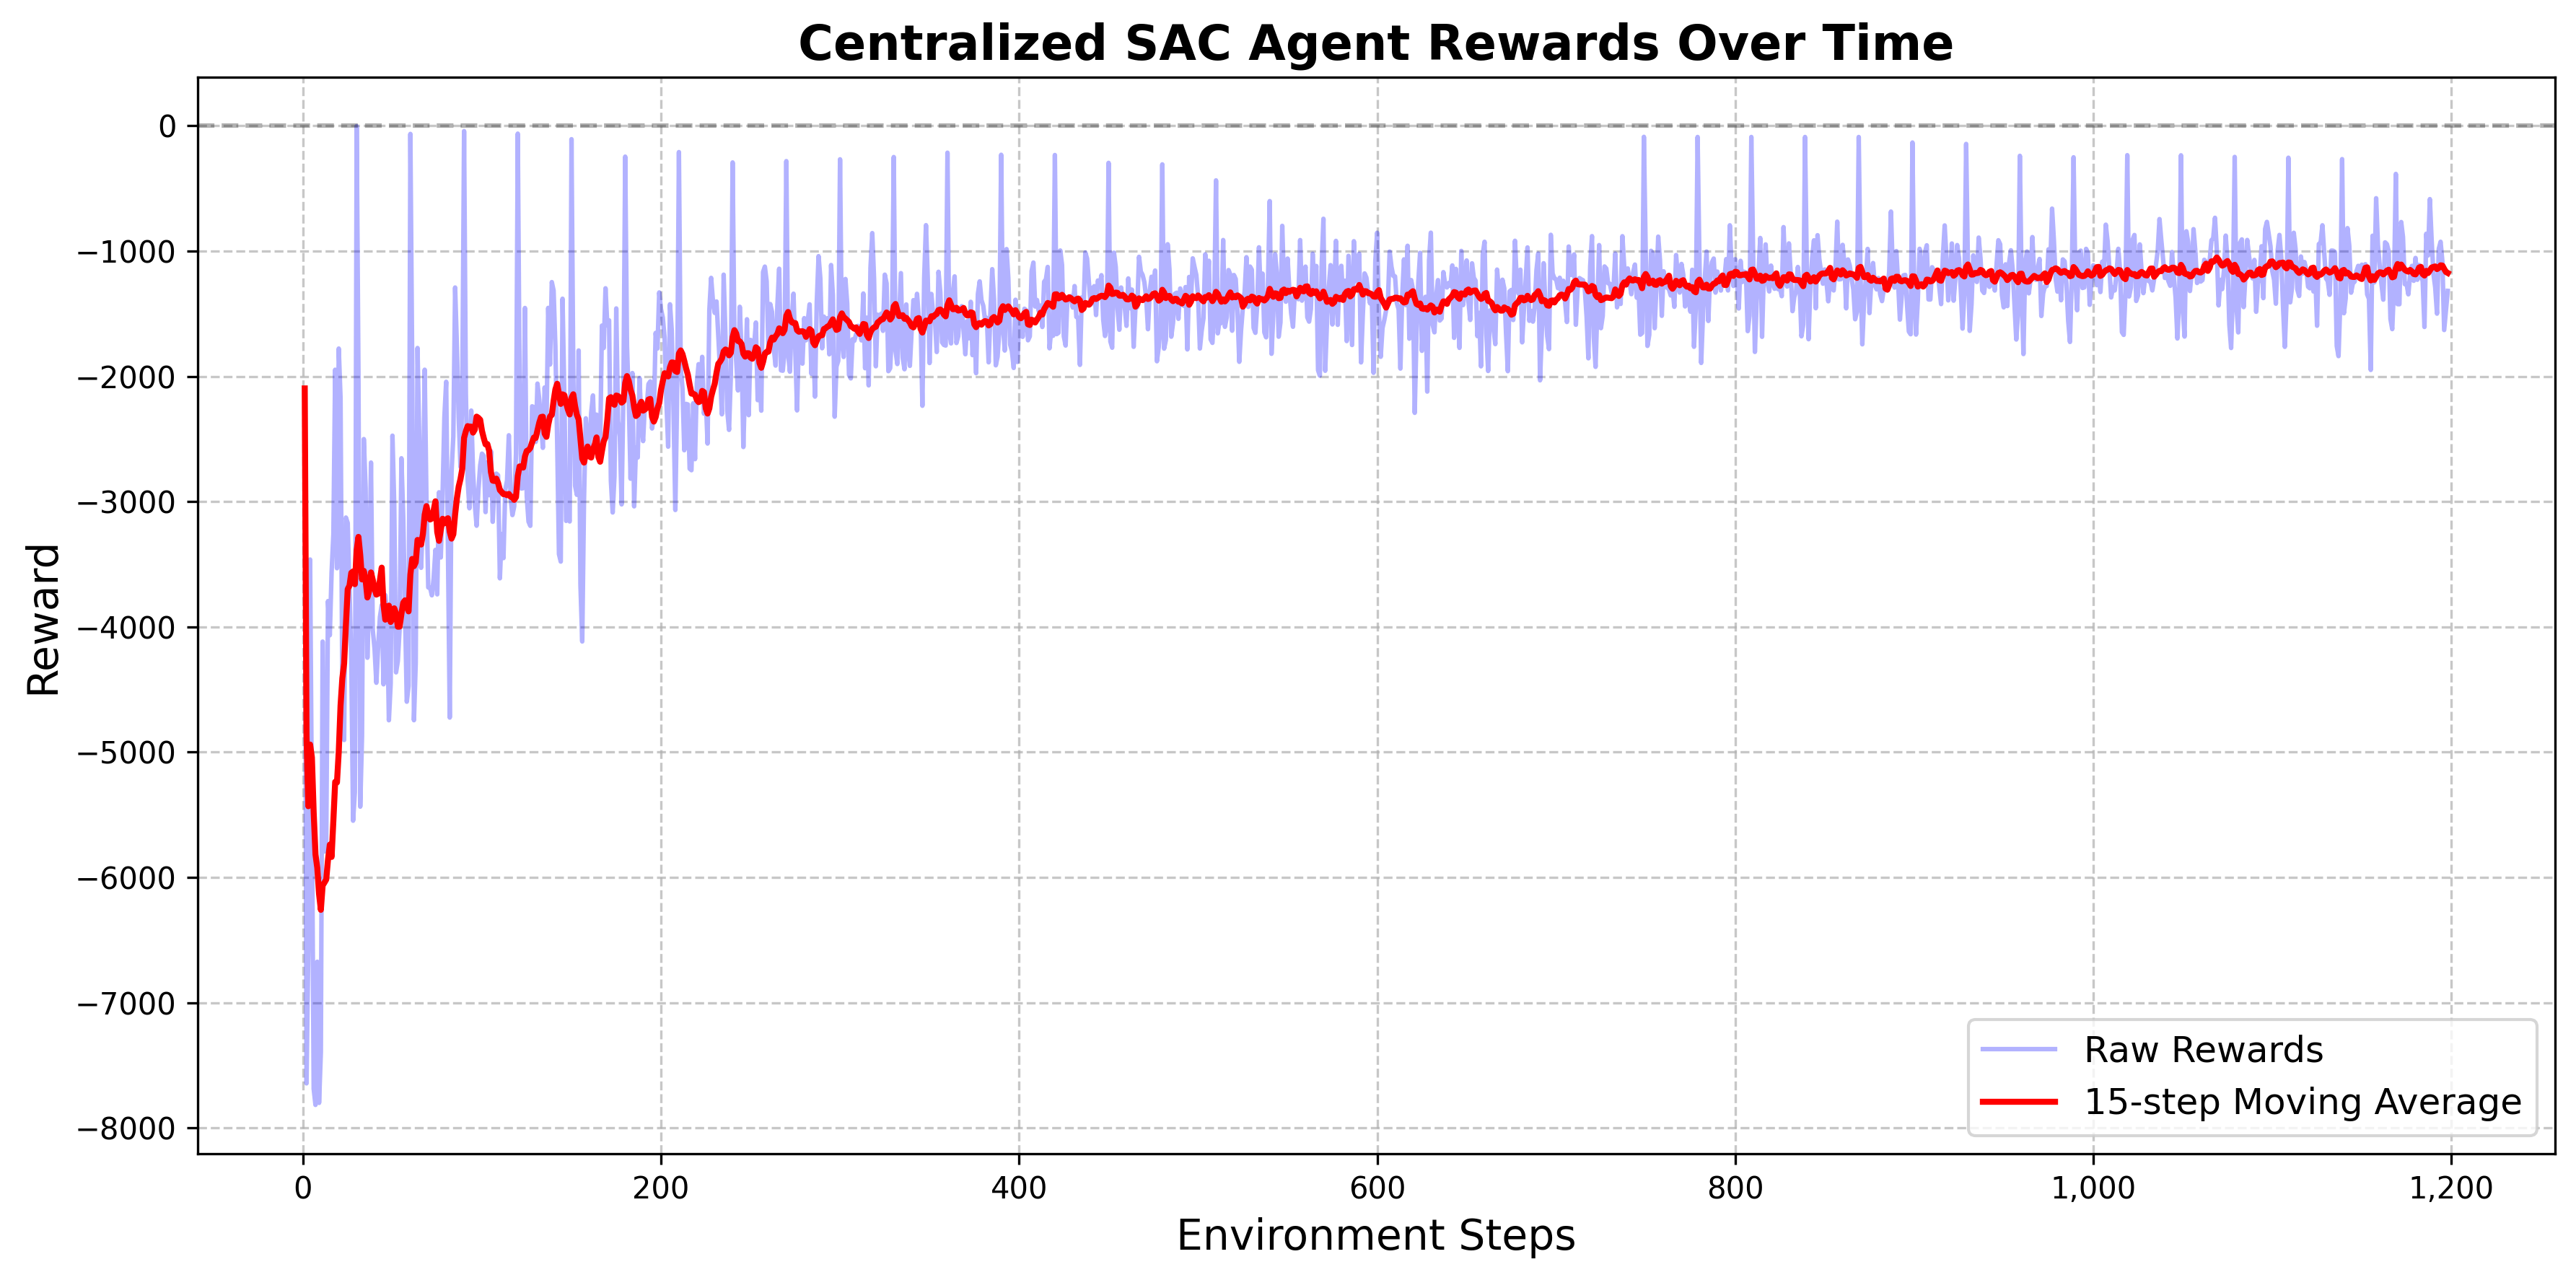 Centralized SAC Agent Rewards Over Time
0
−1000
−2000
−3000
−4000
−5000
−6000
−7000
−8000
Reward
0 200 400 600 800 1,000 1,200
Environment Steps
Raw Rewards
15-step Moving Average